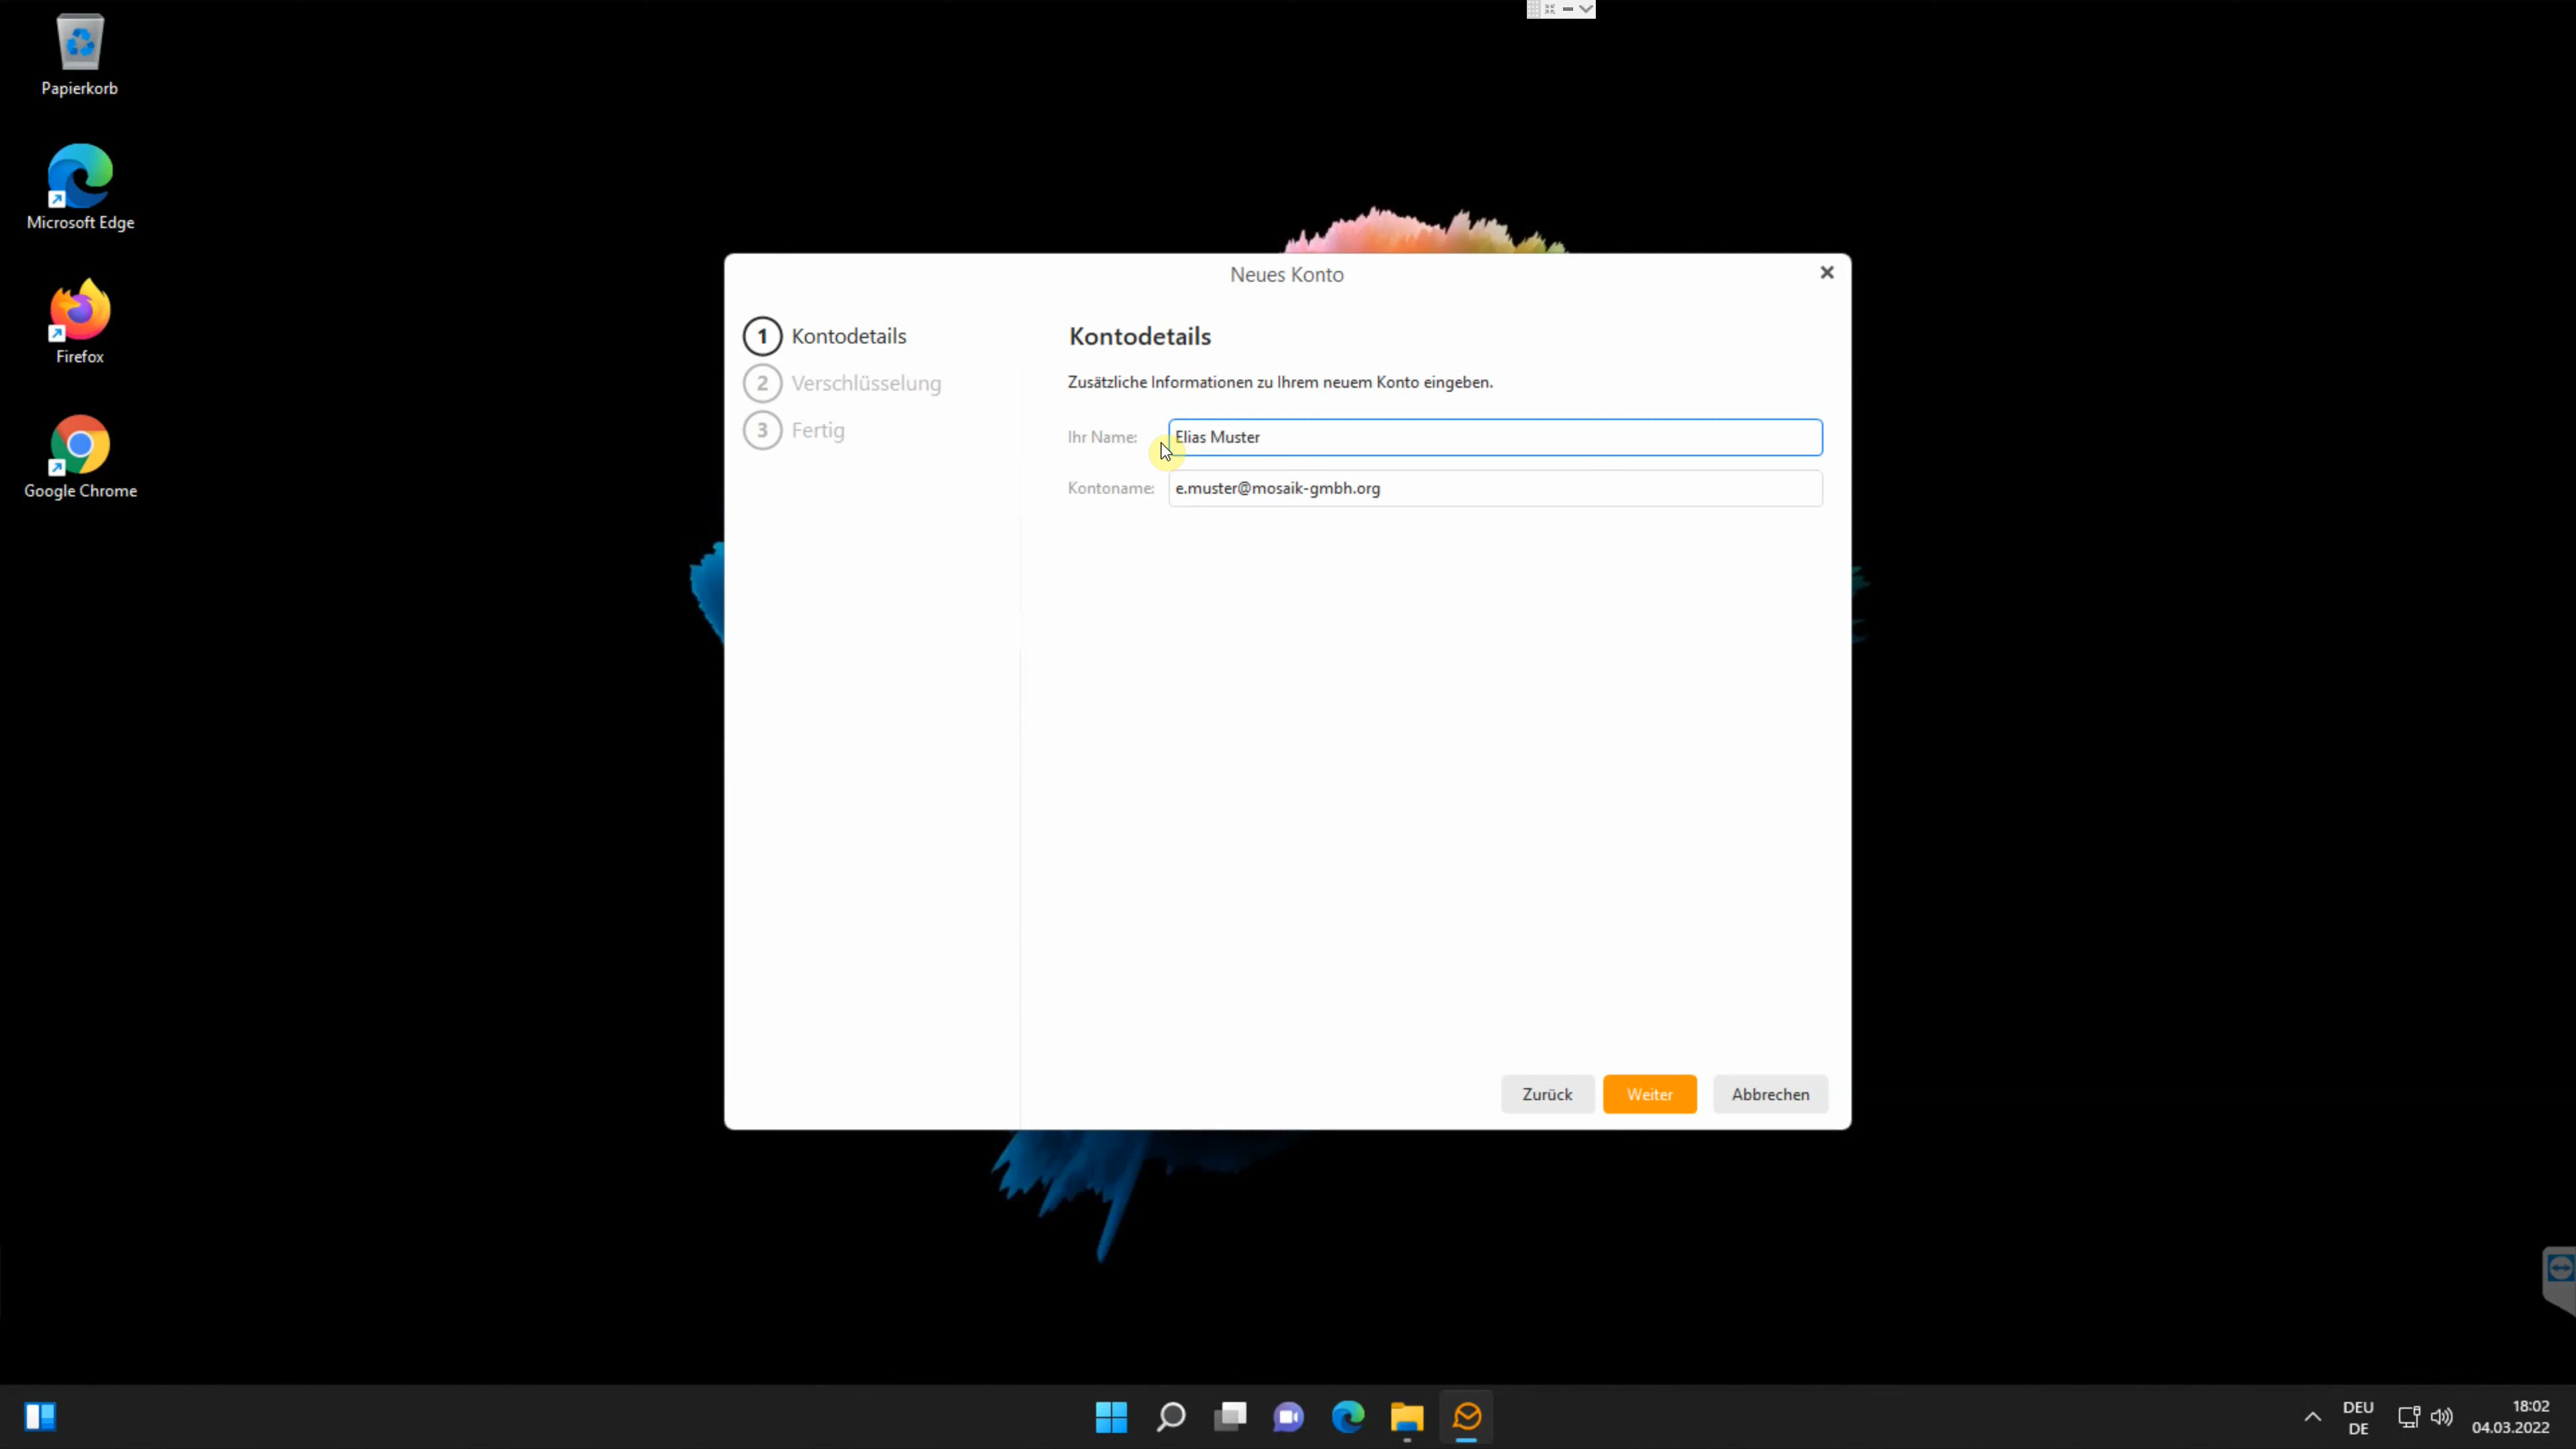 Papierkorb
Microsoft Edge
Firefox
Google Chrome
Neues Konto
1 Kontodetails
2 Verschlüsselung
3 Fertig
Kontodetails
Zusätzliche Informationen zu Ihrem neuem Konto eingeben.
Ihr Name: Elias Muster
Kontoname: e.muster@mosaik-gmbh.org
Zurück Weiter Abbrechen
DEU
DE
18:02
04.03.2022